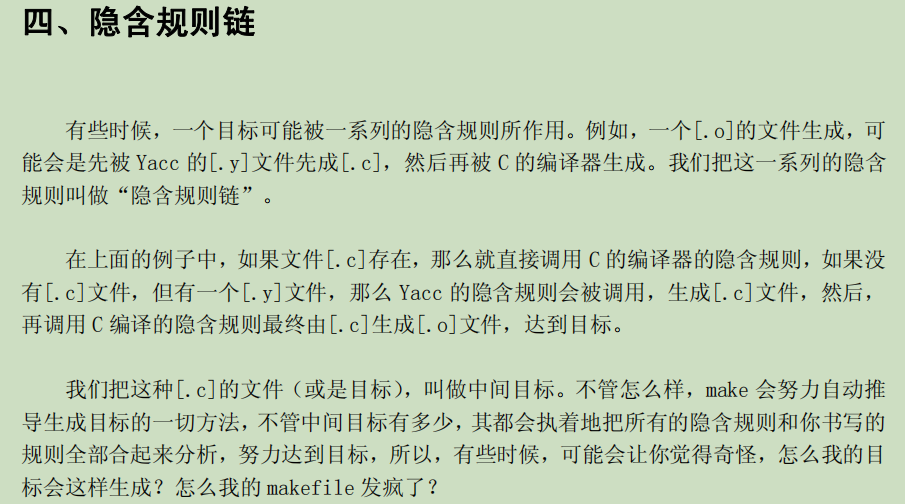 四、隐含规则链
有些时候，一个目标可能被一系列的隐含规则所作用。例如，一个[.o]的文件生成，可
能会是先被 Yacc 的[.y]文件先成[.c]，然后再被 C 的编译器生成。我们把这一系列的隐含
规则叫做“隐含规则链”。
在上面的例子中，如果文件[.c]存在，那么就直接调用 C 的编译器的隐含规则，如果没
有[.c]文件，但有一个[.y]文件，那么 Yacc 的隐含规则会被调用，生成[.c]文件，然后，
再调用 C 编译的隐含规则最终由[.c]生成[.o]文件，达到目标。
我们把这种[.c]的文件（或是目标），叫做中间目标。不管怎么样，make 会努力自动推
导生成目标的一切方法，不管中间目标有多少，其都会执着地把所有的隐含规则和你书写的
规则全部合起来分析，努力达到目标，所以，有些时候，可能会让你觉得奇怪，怎么我的目
标会这样生成？怎么我的 makefile 发疯了？